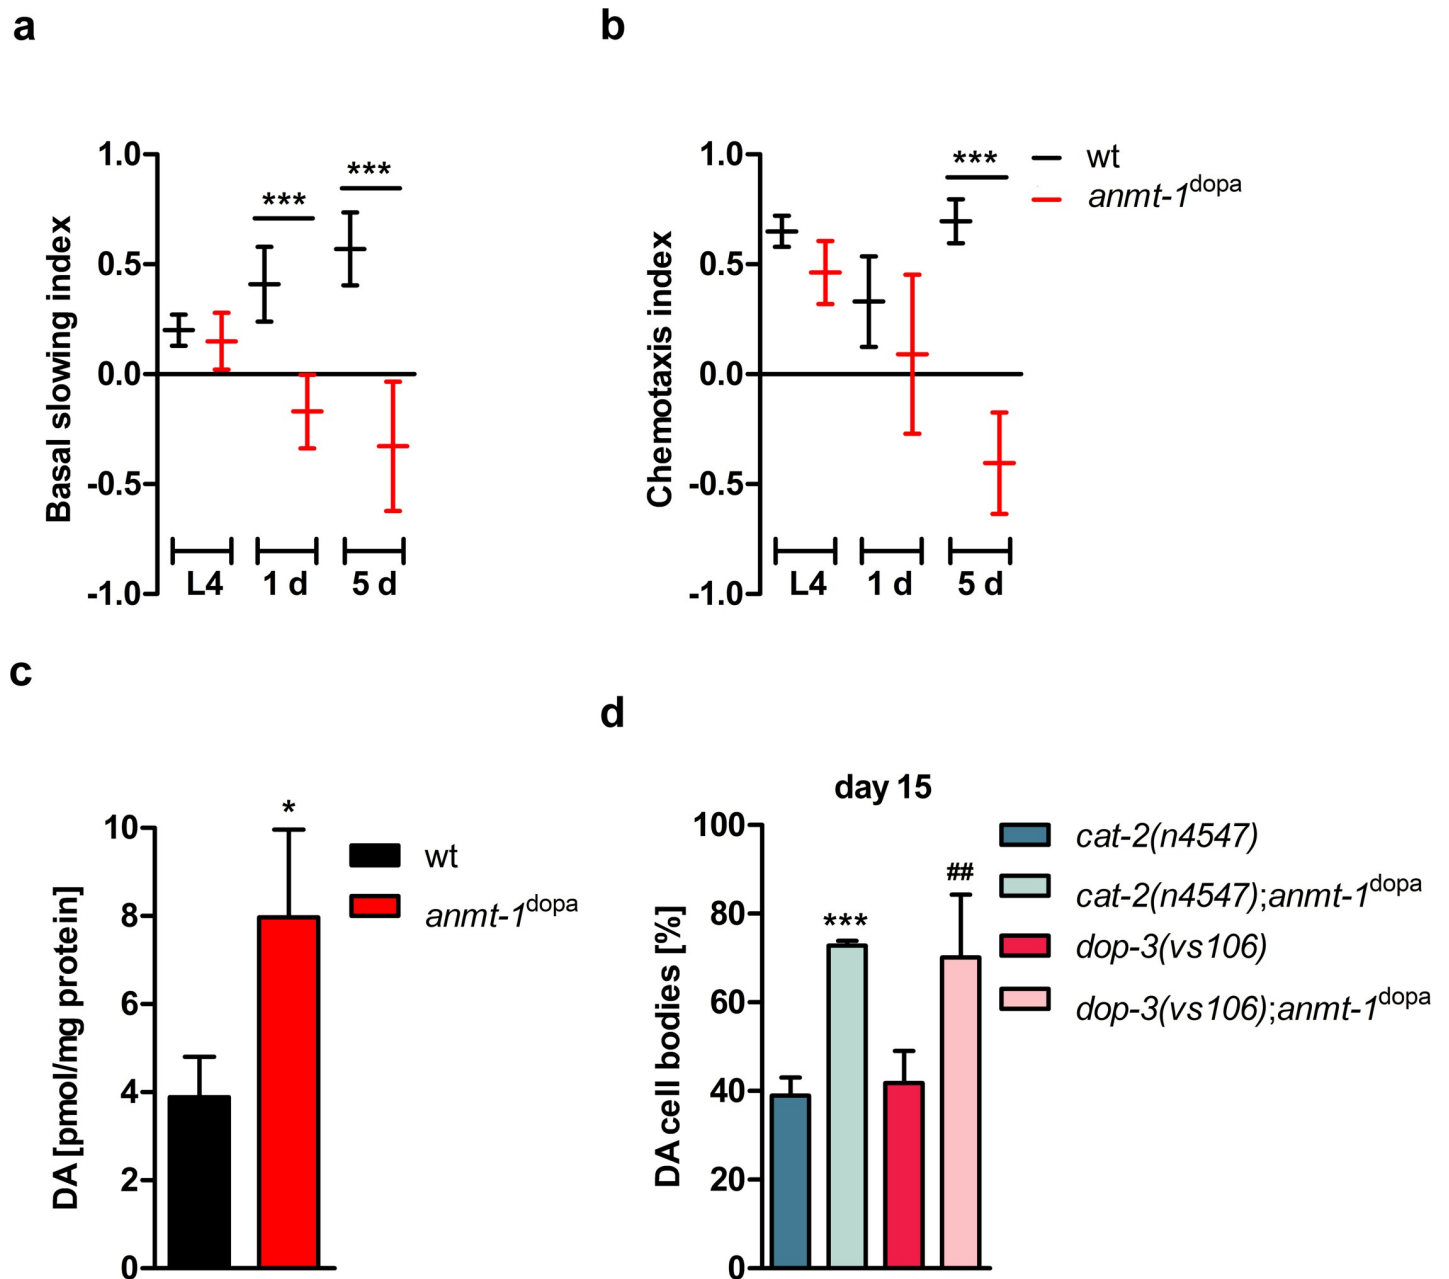 a
1.0
0.5
0.0
-0.5
-1.0
Basal slowing index
***
***
L4 1 d 5 d
b
1.0
0.5
0.0
-0.5
-1.0
Chemotaxis index
***
L4 1 d 5 d
wt
anmt-1dopa
c
10
8
6
4
2
0
DA [pmol/mg protein]
*
wt
anmt-1dopa
d
day 15
100
80
60
40
20
0
DA cell bodies [%]
***
##
cat-2(n4547)
cat-2(n4547);anmt-1dopa
dop-3(vs106)
dop-3(vs106);anmt-1dopa